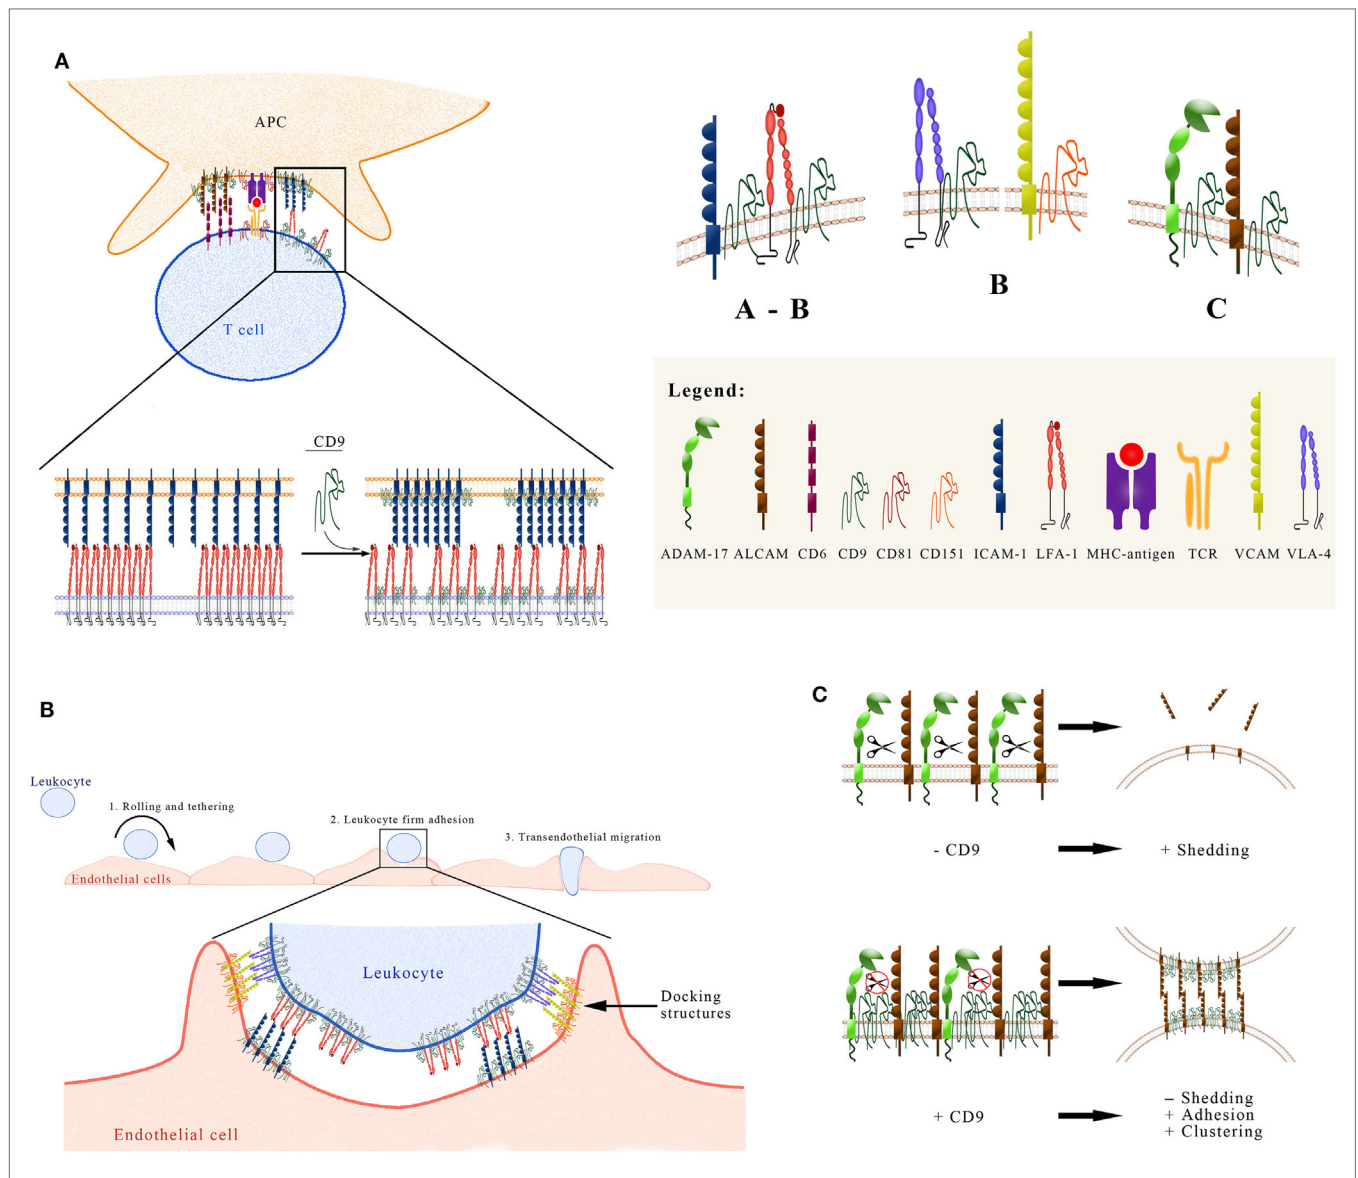 A
APC
T cell
CD9
A - B
B
C
Legend:
ADAM-17 ALCAM CD6 CD9 CD81 CD151 ICAM-1 LFA-1 MHC-antigen TCR VCAM VLA-4
B
Leukocyte
1. Rolling and tethering
2. Leukocyte firm adhesion
3. Transendothelial migration
Endothelial cells
Leukocyte
Docking
structures
Endothelial cell
C
- CD9
+ Shedding
+ CD9
– Shedding
+ Adhesion
+ Clustering